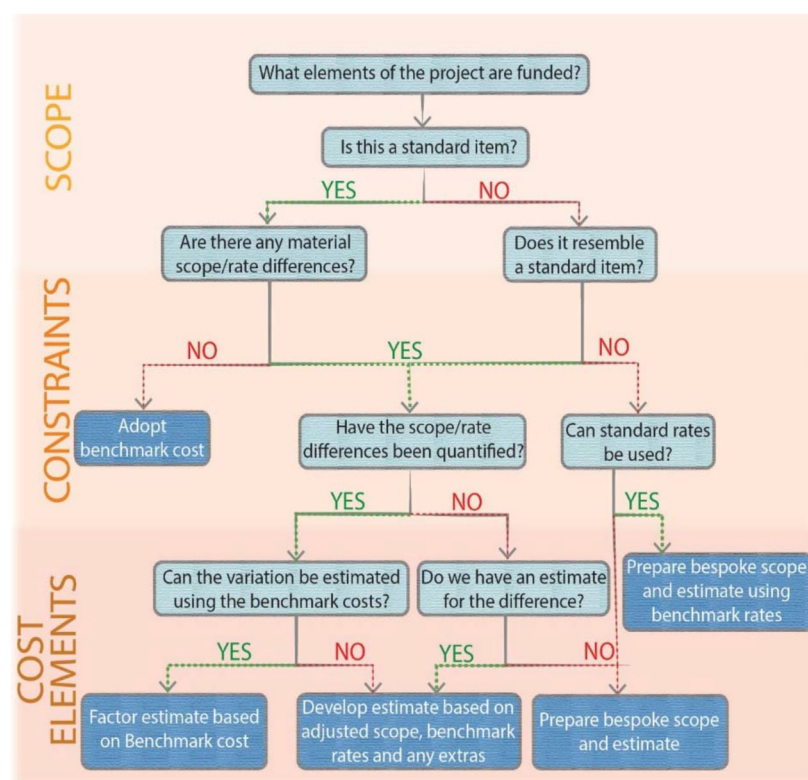 SCOPE
What elements of the project are funded?
Is this a standard item?
YES
NO
Are there any material
scope/rate differences?
Does it resemble
a standard item?
CONSTRAINTS
NO
YES
NO
Adopt
benchmark cost
Have the scope/rate
differences been quantified?
Can standard rates
be used?
YES
NO
YES
COST
ELEMENTS
Can the variation be estimated
using the benchmark costs?
Do we have an estimate
for the difference?
Prepare bespoke scope
and estimate using
benchmark rates
YES
NO
YES
NO
Factor estimate based
on Benchmark cost
Develop estimate based on
adjusted scope, benchmark
rates and any extras
Prepare bespoke scope
and estimate